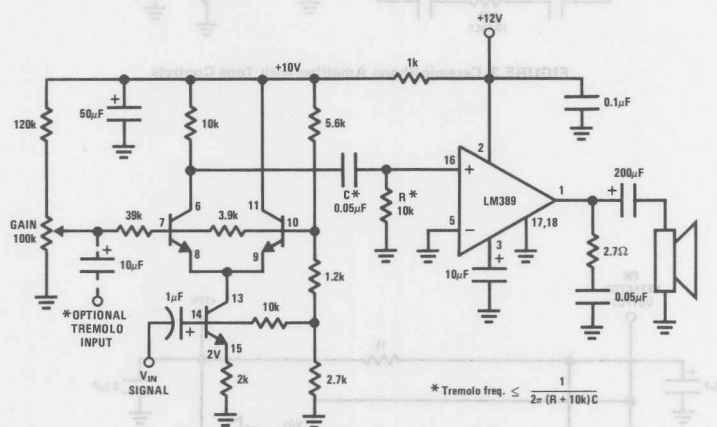 +12V
+10V
1k
120k
50µF
+
10k
5.6k
0.1µF
6
11
C*
0.05µF
R*
10k
16
+
2
LM389
1
+
200µF
5
−
17,18
3
+
10µF
2.7Ω
0.05µF
GAIN
100k
39k
7
3.9k
10
8
9
+
10µF
*OPTIONAL
TREMOLO
INPUT
1.2k
1µF
13
14
+
10k
2V
15
VIN
SIGNAL
2k
2.7k
* Tremolo freq. ≤ 1
2π (R + 10k)C
FIGURE 2. Ceramic Phono Amplifier with Tone Controls